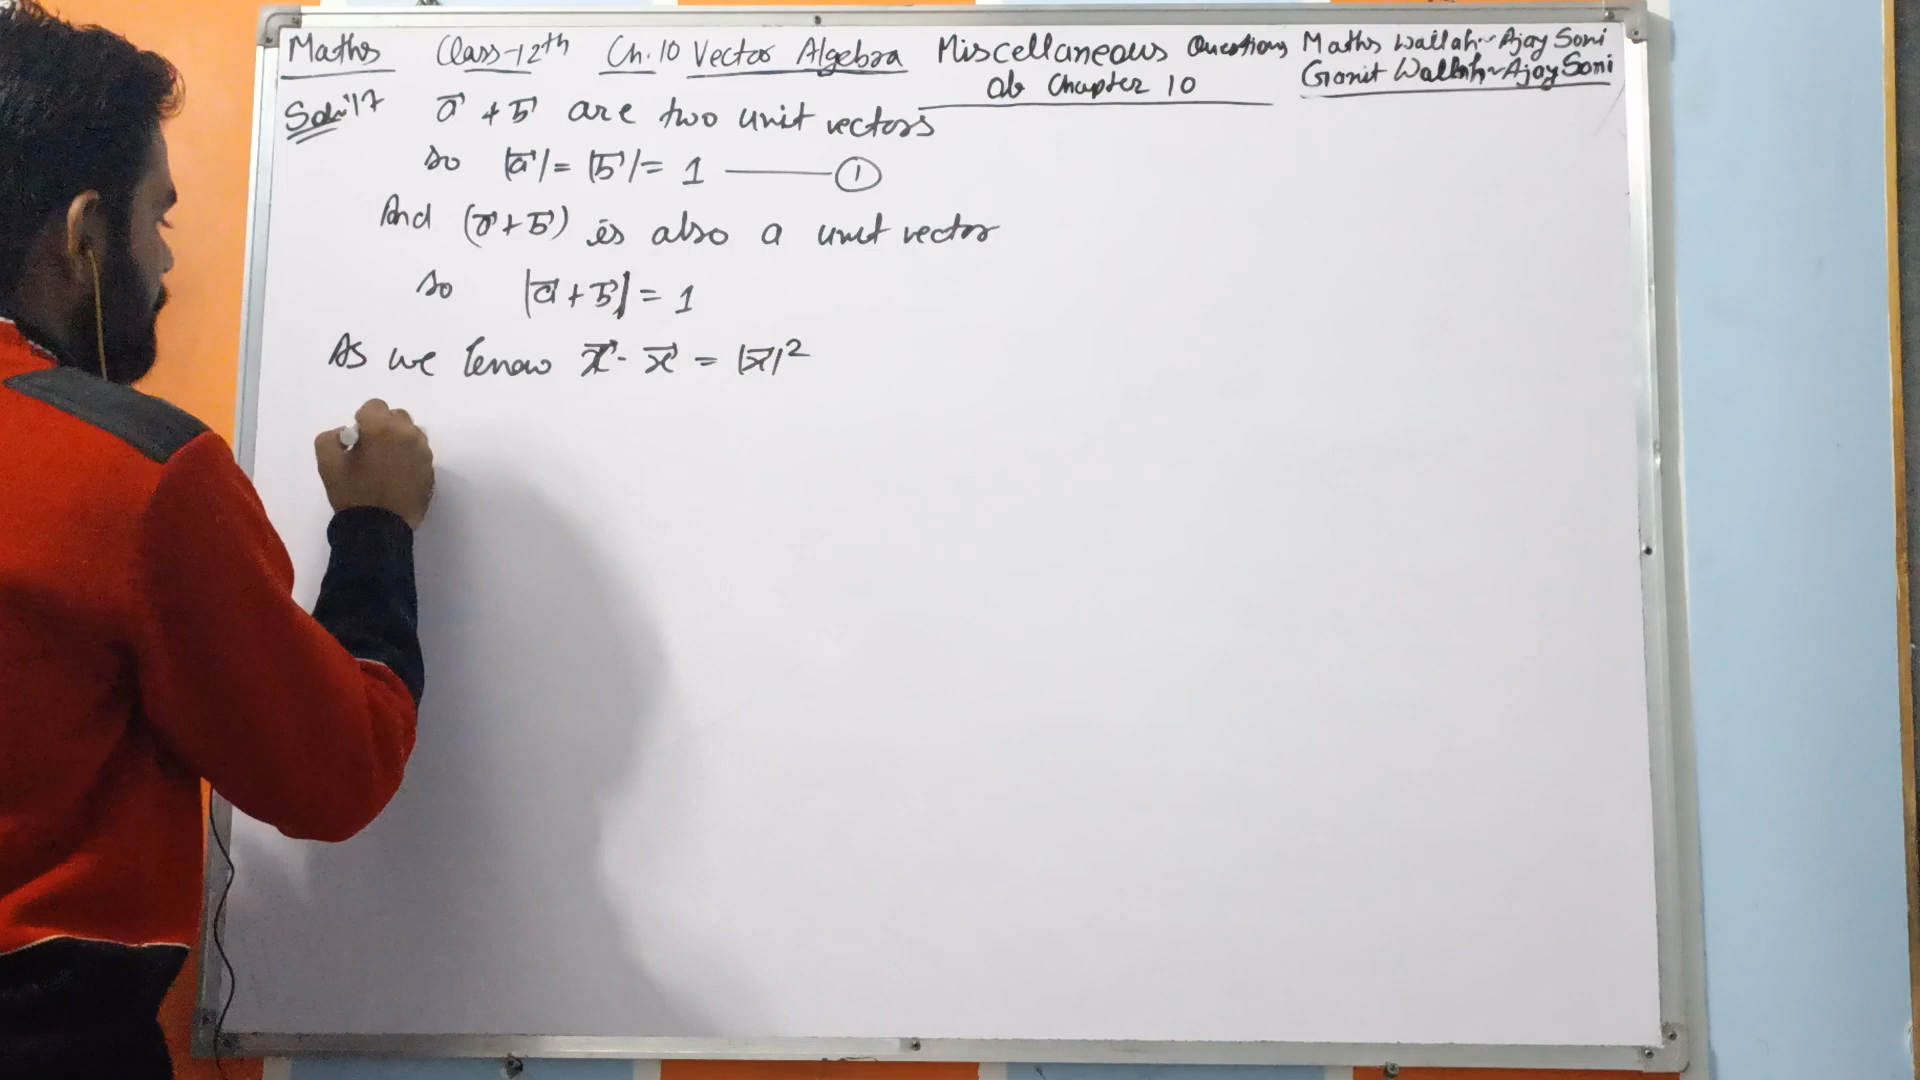 Maths Class-12th Ch.10 Vector Algebra Miscellaneous Questions Maths Wallah~Ajay Soni
Of Chapter 10 Ganit Wallah~Ajay Soni
Soln 17 a⃗ + b⃗ are two unit vectors
so |a⃗| = |b⃗| = 1 ——— ①
And (a⃗ + b⃗) is also a unit vector
so |a⃗ + b⃗| = 1
As we know x⃗ · x⃗ = |x⃗|²